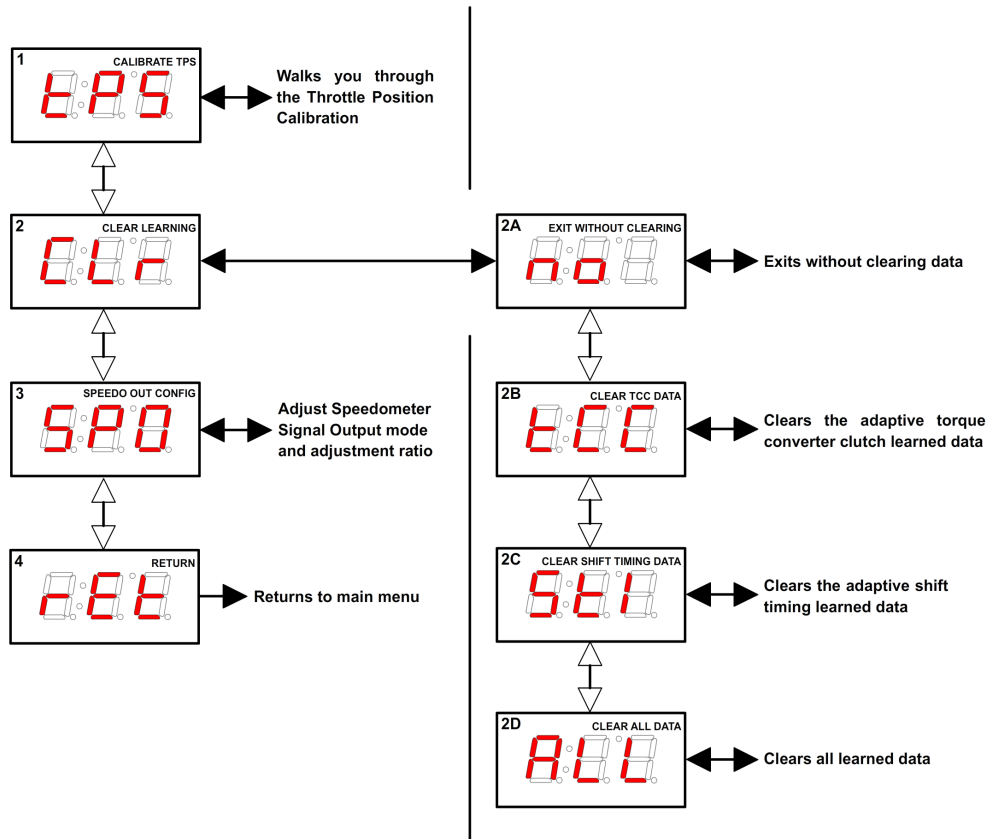 1
CALIBRATE TPS
tPS
Walks you through
the Throttle Position
Calibration
2
CLEAR LEARNING
CLr
3
SPEEDO OUT CONFIG
SPO
Adjust Speedometer
Signal Output mode
and adjustment ratio
4
RETURN
rEt
Returns to main menu
2A
EXIT WITHOUT CLEARING
no
Exits without clearing data
2B
CLEAR TCC DATA
tCC
Clears the adaptive torque
converter clutch learned data
2C
CLEAR SHIFT TIMING DATA
StI
Clears the adaptive shift
timing learned data
2D
CLEAR ALL DATA
ALL
Clears all learned data